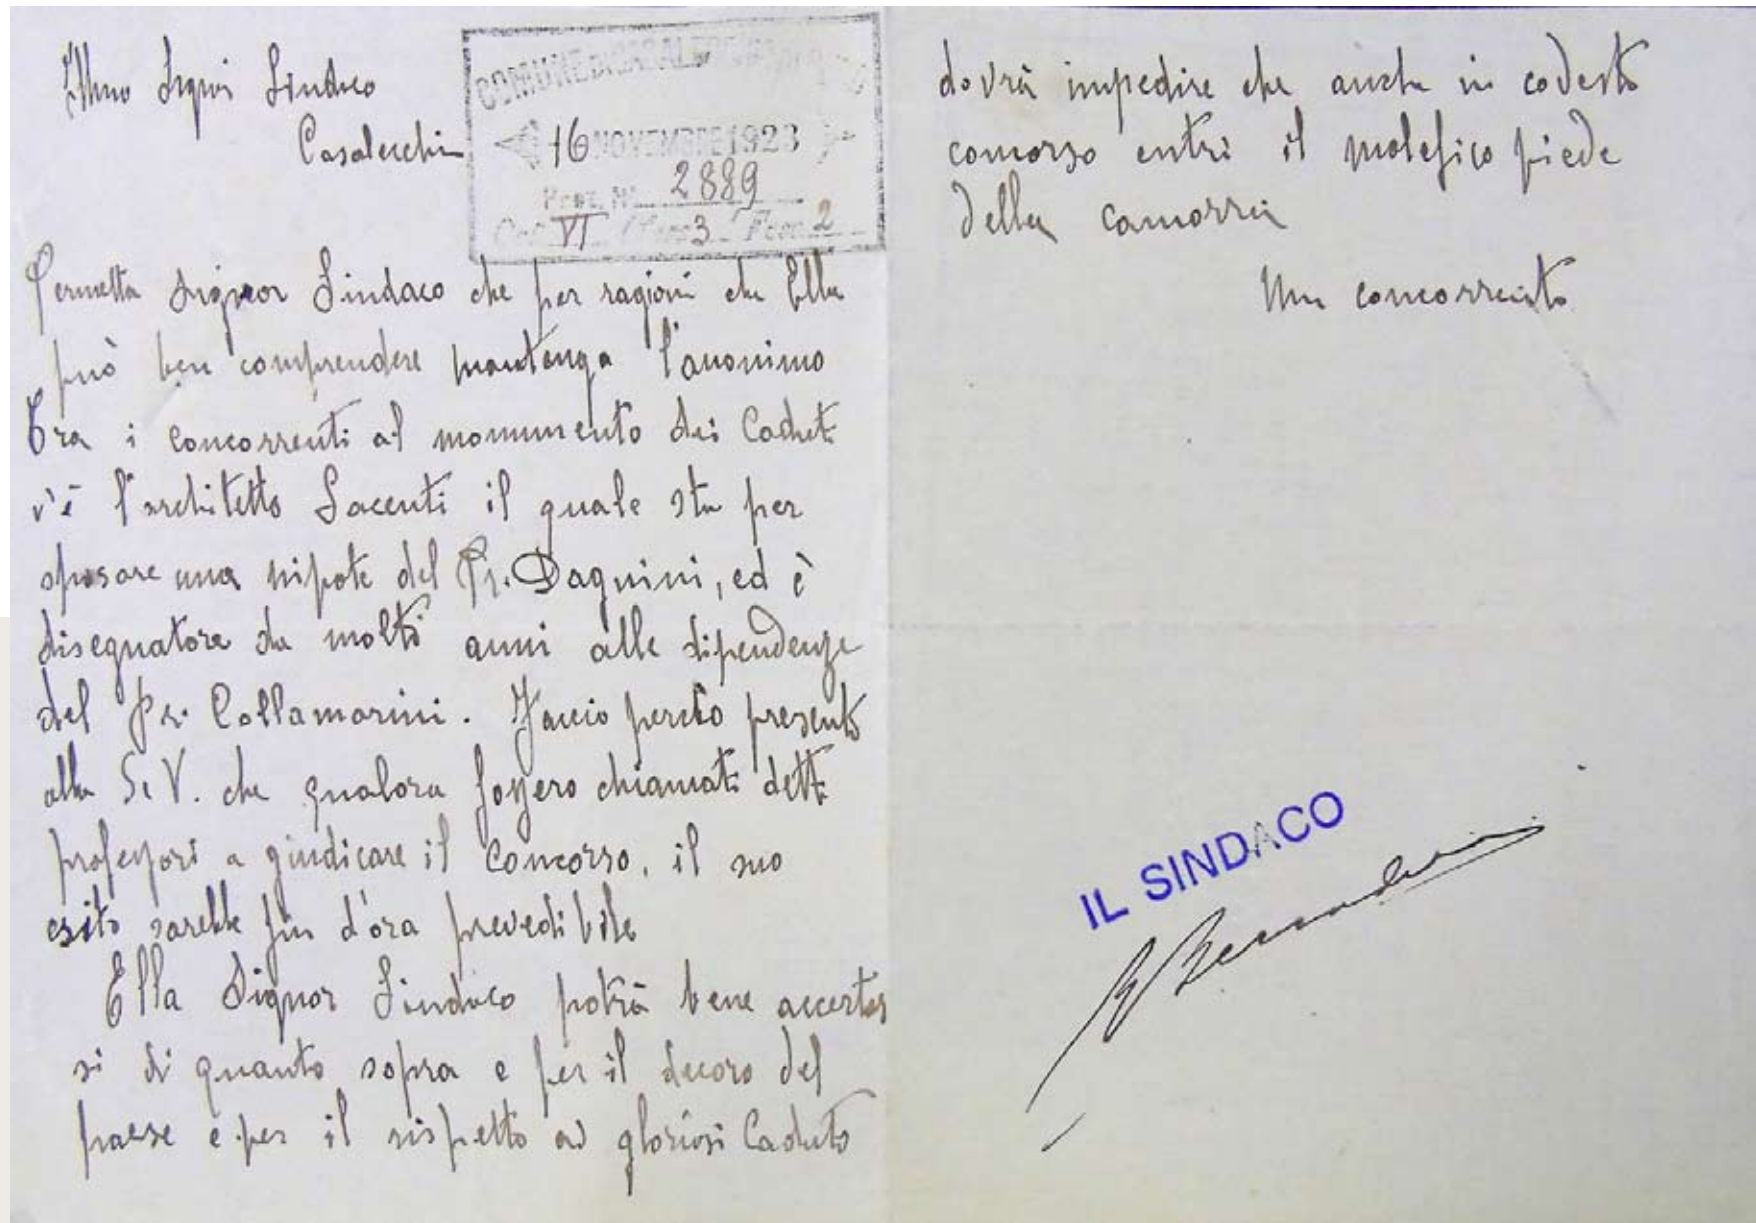 Illmo Signor Sindaco
Casalecchio
COMUNE DI CASALECCHIO
16 NOVEMBRE 1923
Prot. N. 2889
Cat. VI Clas. 3 Fasc. 2
Permetta Signor Sindaco che per ragioni che Ella
può ben comprendere mantenga l'anonimo
Tra i concorrenti al monumento dei Caduti
v'è l'architetto Sacenti il quale sta per
sposare una nipote del Pr. Dagnini, ed è
disegnatore da molti anni alle dipendenze
del Pr. Collamarini. Faccio perciò presente
alla S. V. che qualora fossero chiamati detti
professori a giudicare il concorso, il suo
esito sarebbe fin d'ora prevedibile
Ella Signor Sindaco potrà bene accertar
si di quanto sopra e per il decoro del
paese e per il rispetto ai gloriosi Caduti
dovrà impedire che anche in codesto
concorso entri il malefico piede
della camorra
Un concorrente
IL SINDACO